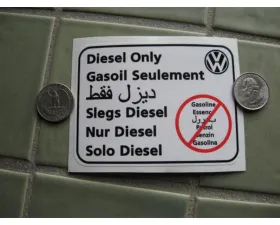 Diesel Only
Gasoil Seulement
ديزل فقط
Slegs Diesel
Nur Diesel
Solo Diesel
Gasoline
Essence
Petrol
Benzin
Gasolina